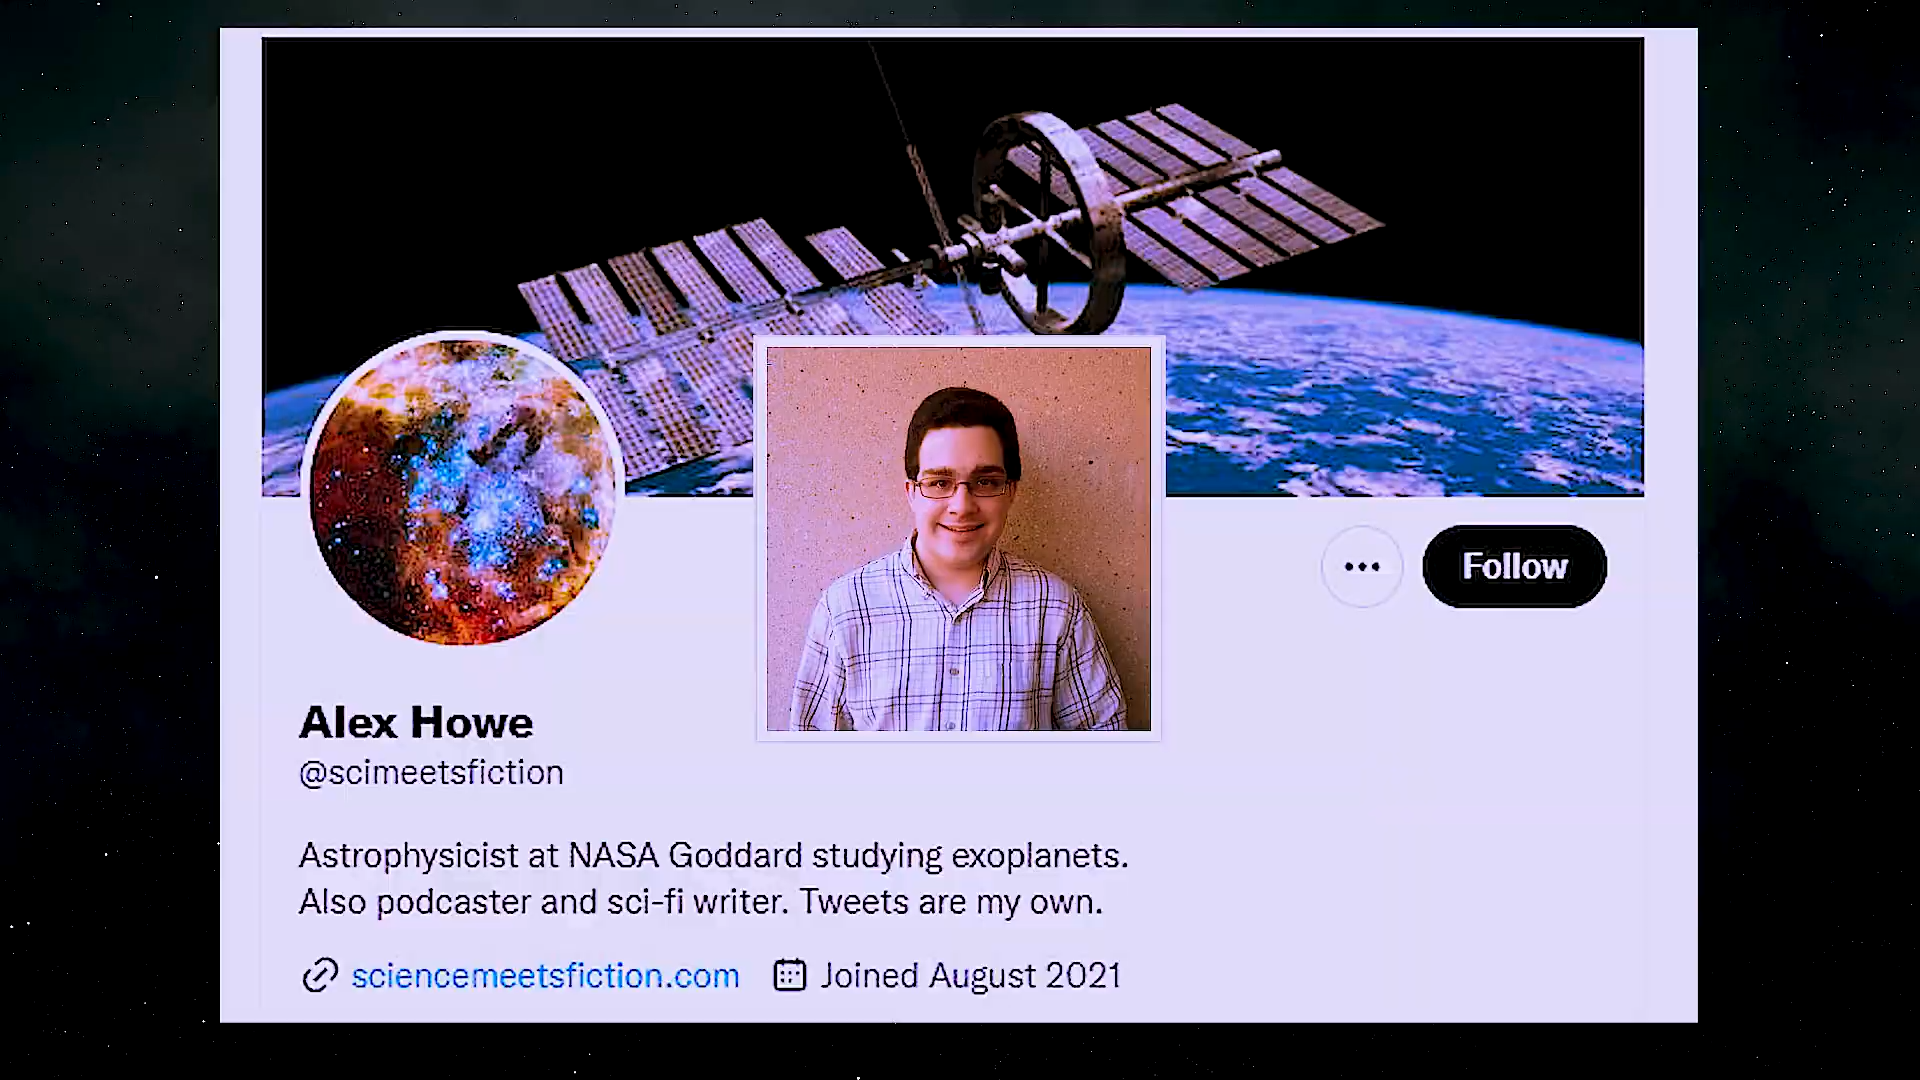 Follow
Alex Howe
@scimeetsfiction
Astrophysicist at NASA Goddard studying exoplanets.
Also podcaster and sci-fi writer. Tweets are my own.
sciencemeetsfiction.com Joined August 2021